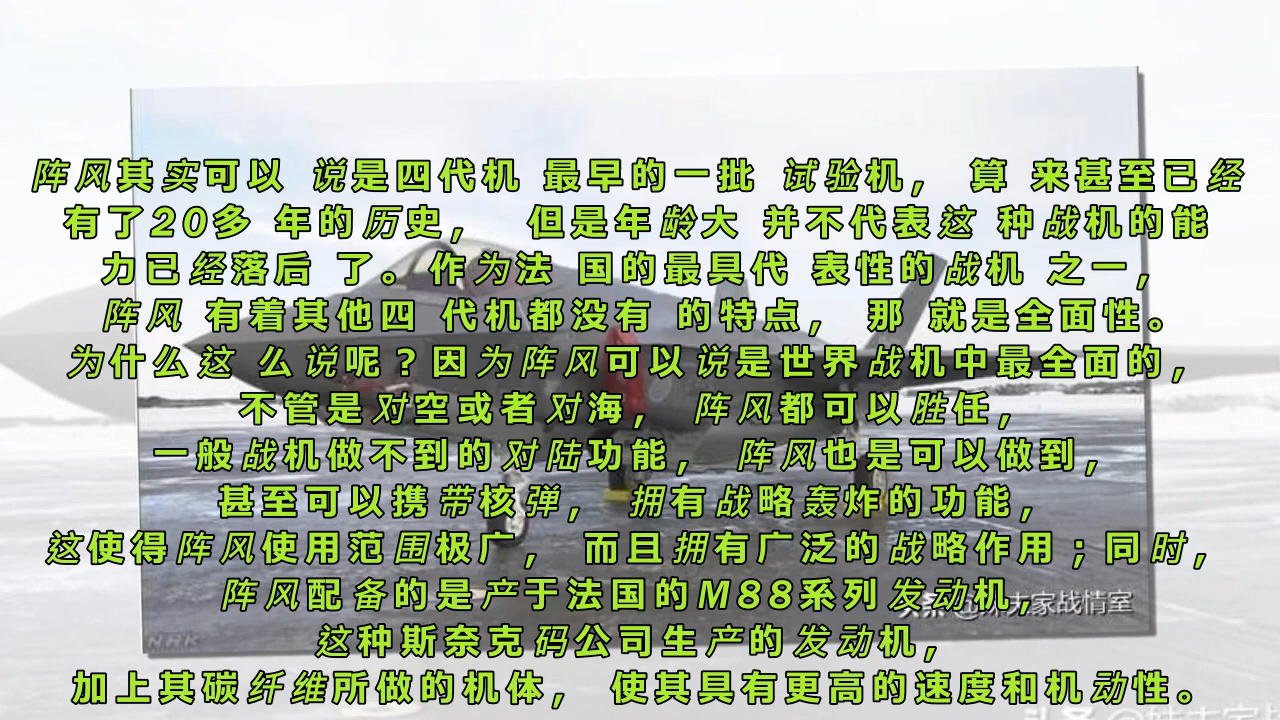 阵风其实可以 说是四代机 最早的一批 试验机， 算 来甚至已经
有了20多 年的历史， 但是年龄大 并不代表这 种战机的能
力已经落后 了。作为法 国的最具代 表性的战机 之一，
阵风 有着其他四 代机都没有 的特点， 那 就是全面性。
为什么这 么说呢？因为阵风可以说是世界战机中最全面的，
不管是对空或者对海， 阵风都可以胜任，
一般战机做不到的对陆功能， 阵风也是可以做到，
甚至可以携带核弹， 拥有战略轰炸的功能，
这使得阵风使用范围极广， 而且拥有广泛的战略作用；同时，
阵风配备的是产于法国的M88系列发动机，
这种斯奈克码公司生产的发动机，
加上其碳纤维所做的机体， 使其具有更高的速度和机动性。
NRK